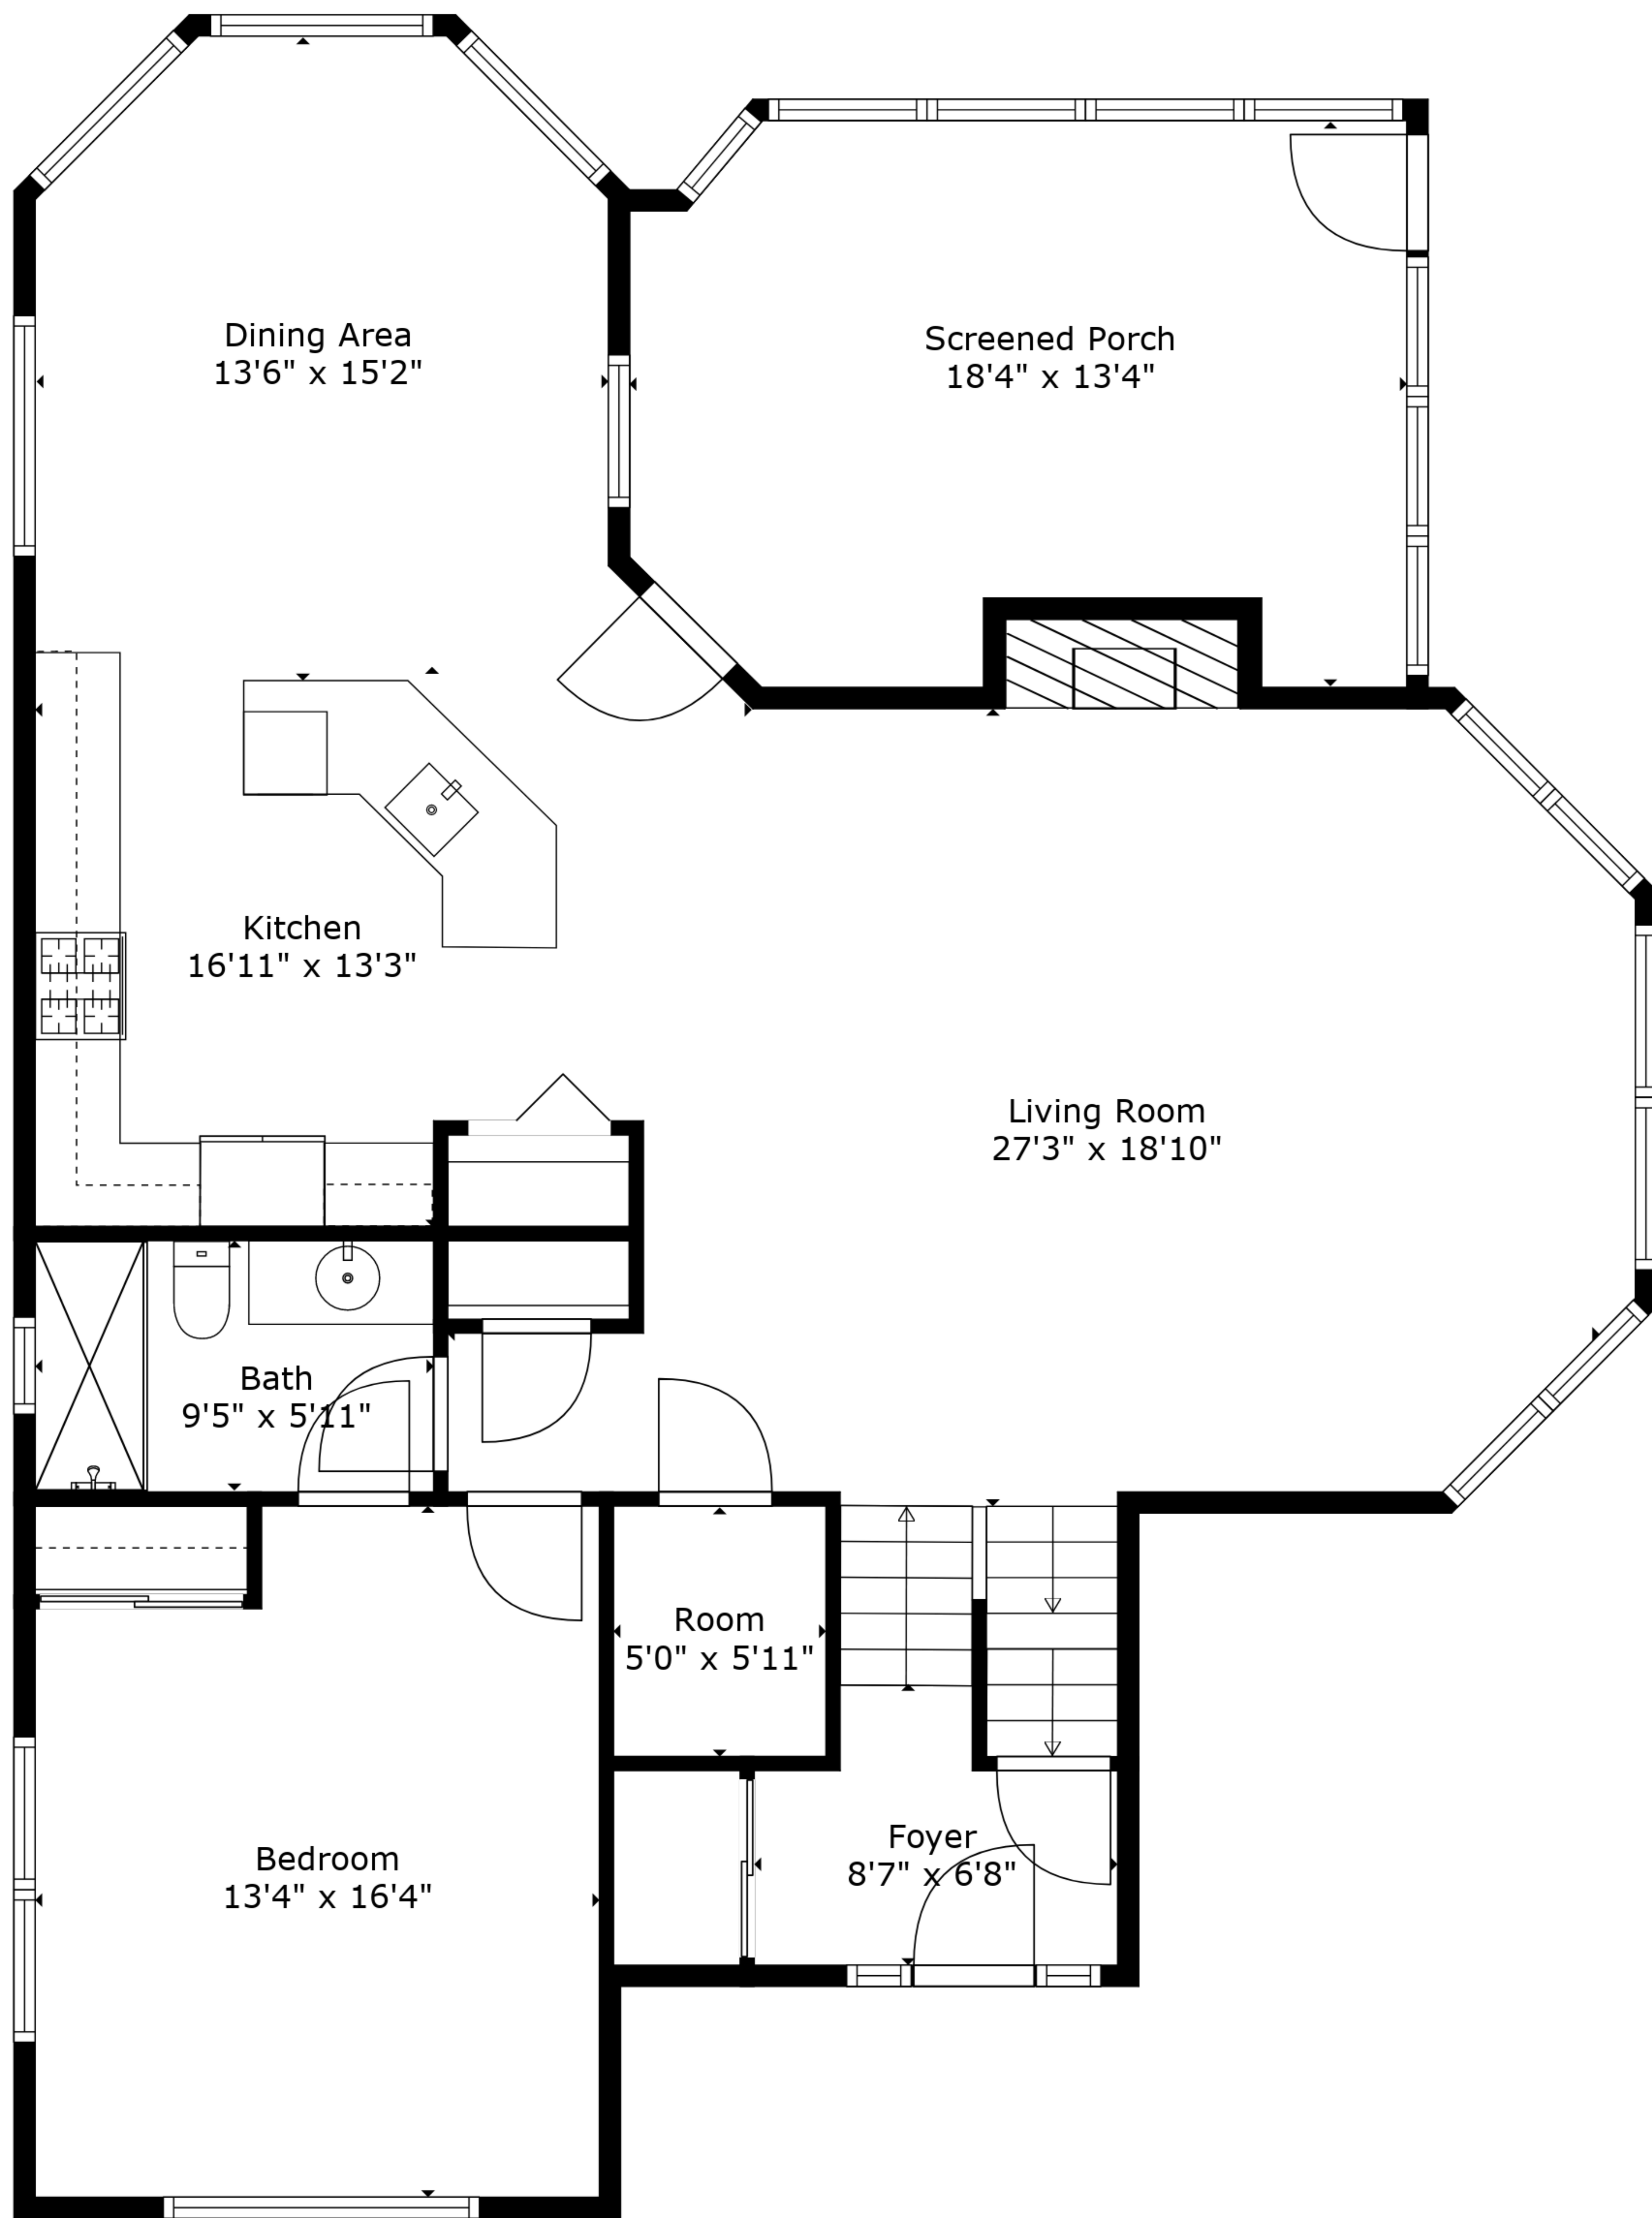 Dining Area
13'6" x 15'2"
Screened Porch
18'4" x 13'4"
Kitchen
16'11" x 13'3"
Living Room
27'3" x 18'10"
Bath
9'5" x 5'11"
Room
5'0" x 5'11"
Foyer
8'7" x 6'8"
Bedroom
13'4" x 16'4"